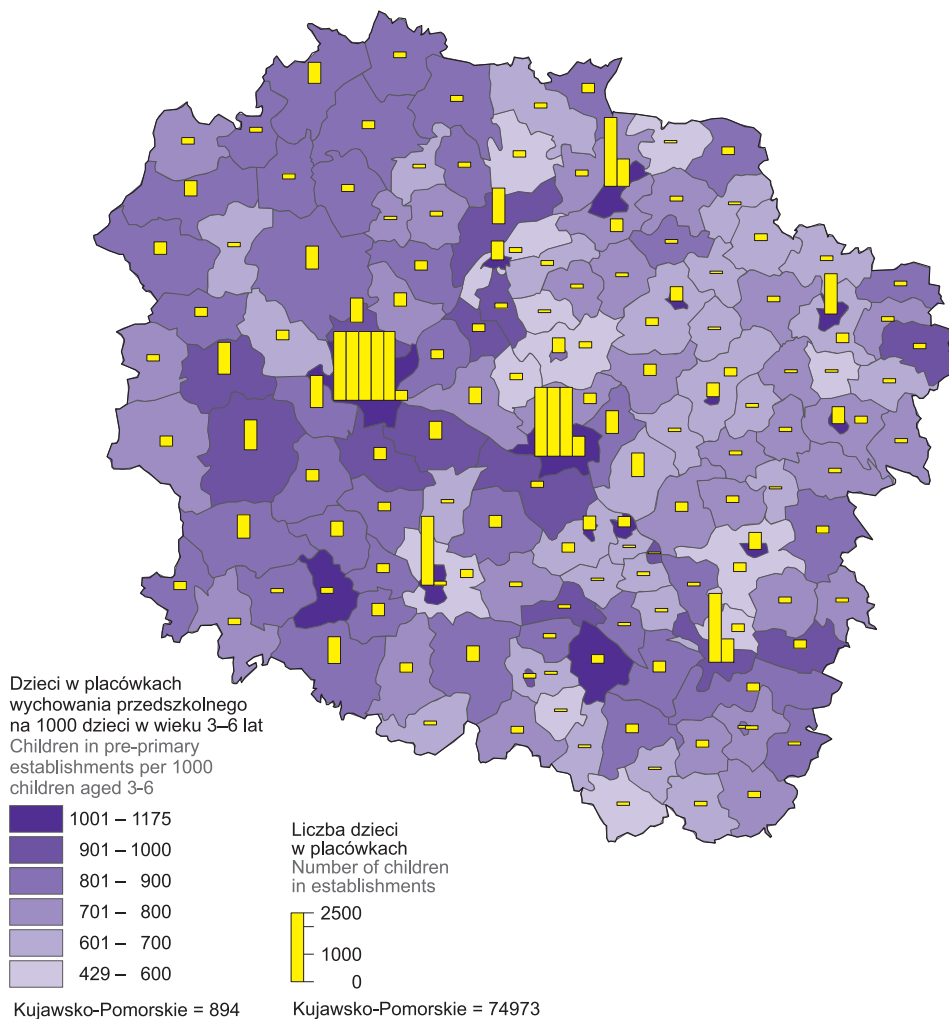 Dzieci w placówkach
wychowania przedszkolnego
na 1000 dzieci w wieku 3–6 lat
Children in pre-primary
establishments per 1000
children aged 3-6
1001 – 1175
901 – 1000
801 – 900
701 – 800
601 – 700
429 – 600
Kujawsko-Pomorskie = 894
Liczba dzieci
w placówkach
Number of children
in establishments
2500
1000
0
Kujawsko-Pomorskie = 74973